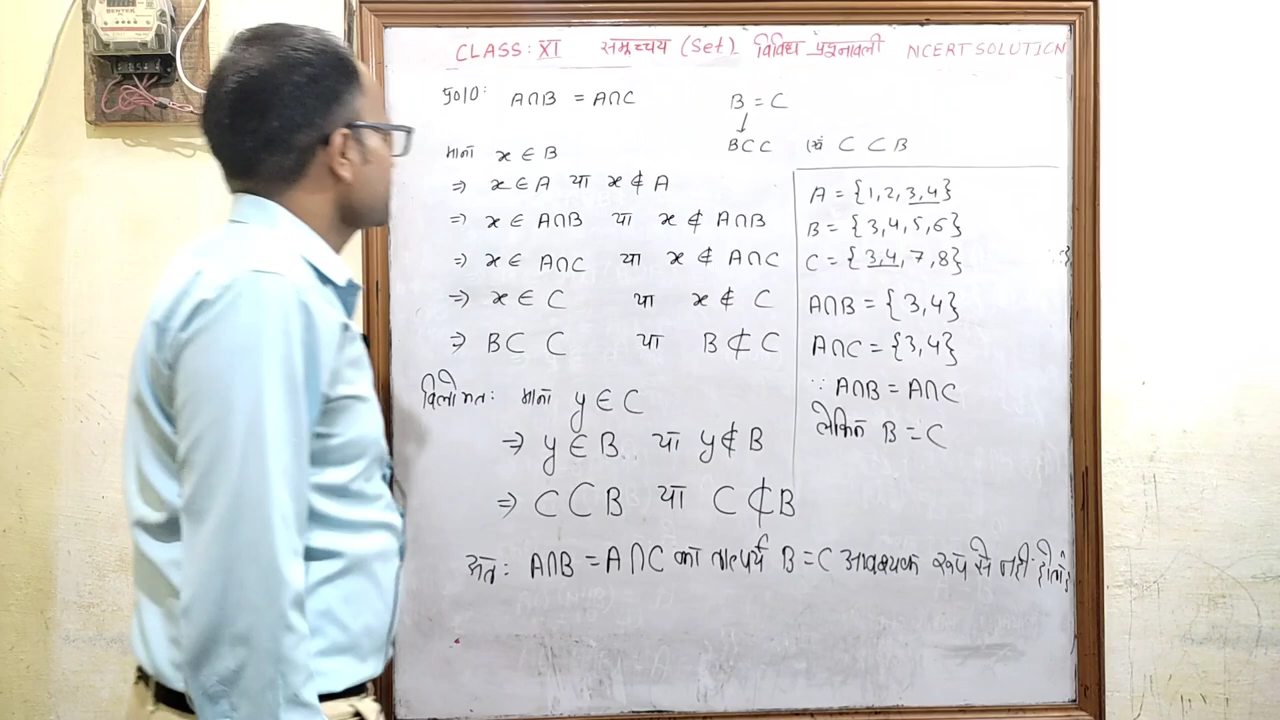 CLASS: XI समुच्चय (Set) विविध प्रश्नावली NCERT SOLUTION
प्र०10: A∩B = A∩C
B = C
↓
B⊂C एवं C⊂B
माना x ∈ B
⇒ x ∈ A या x ∉ A
⇒ x ∈ A∩B या x ∉ A∩B
⇒ x ∈ A∩C या x ∉ A∩C
⇒ x ∈ C या x ∉ C
⇒ B⊂C या B⊄C
विलोमतः माना y ∈ C
⇒ y ∈ B या y ∉ B
⇒ C⊂B या C⊄B
A = {1,2,3,4}
B = {3,4,5,6}
C = {3,4,7,8}
A∩B = {3,4}
A∩C = {3,4}
∵ A∩B = A∩C
लेकिन B = C
अतः A∩B = A∩C का तात्पर्य B = C आवश्यक रूप से नहीं होता है